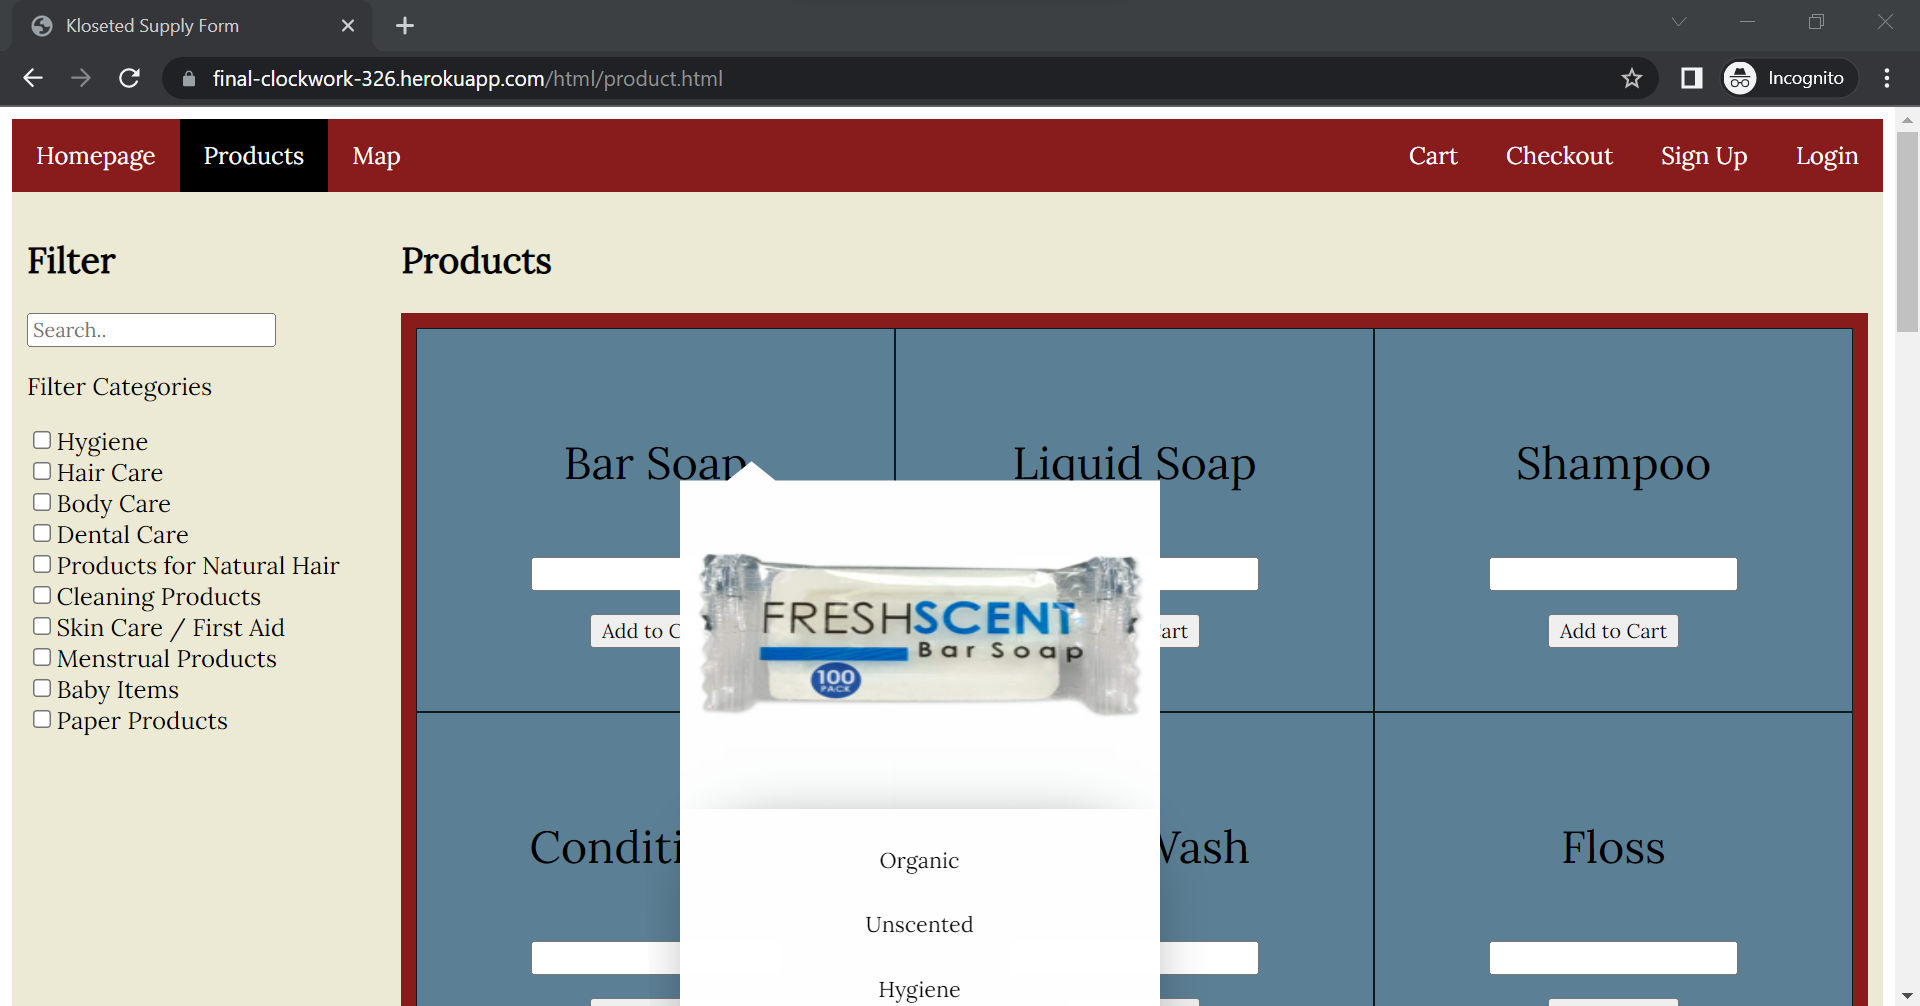 Kloseted Supply Form
final-clockwork-326.herokuapp.com/html/product.html
Incognito
Homepage Products Map Cart Checkout Sign Up Login
Filter
Search..
Filter Categories
Hygiene
Hair Care
Body Care
Dental Care
Products for Natural Hair
Cleaning Products
Skin Care / First Aid
Menstrual Products
Baby Items
Paper Products
Products
Bar Soap
Liquid Soap
Shampoo
Add to C
art
Add to Cart
FRESHSCENT
Bar Soap
100
PACK
Conditi
Wash
Floss
Organic
Unscented
Hygiene